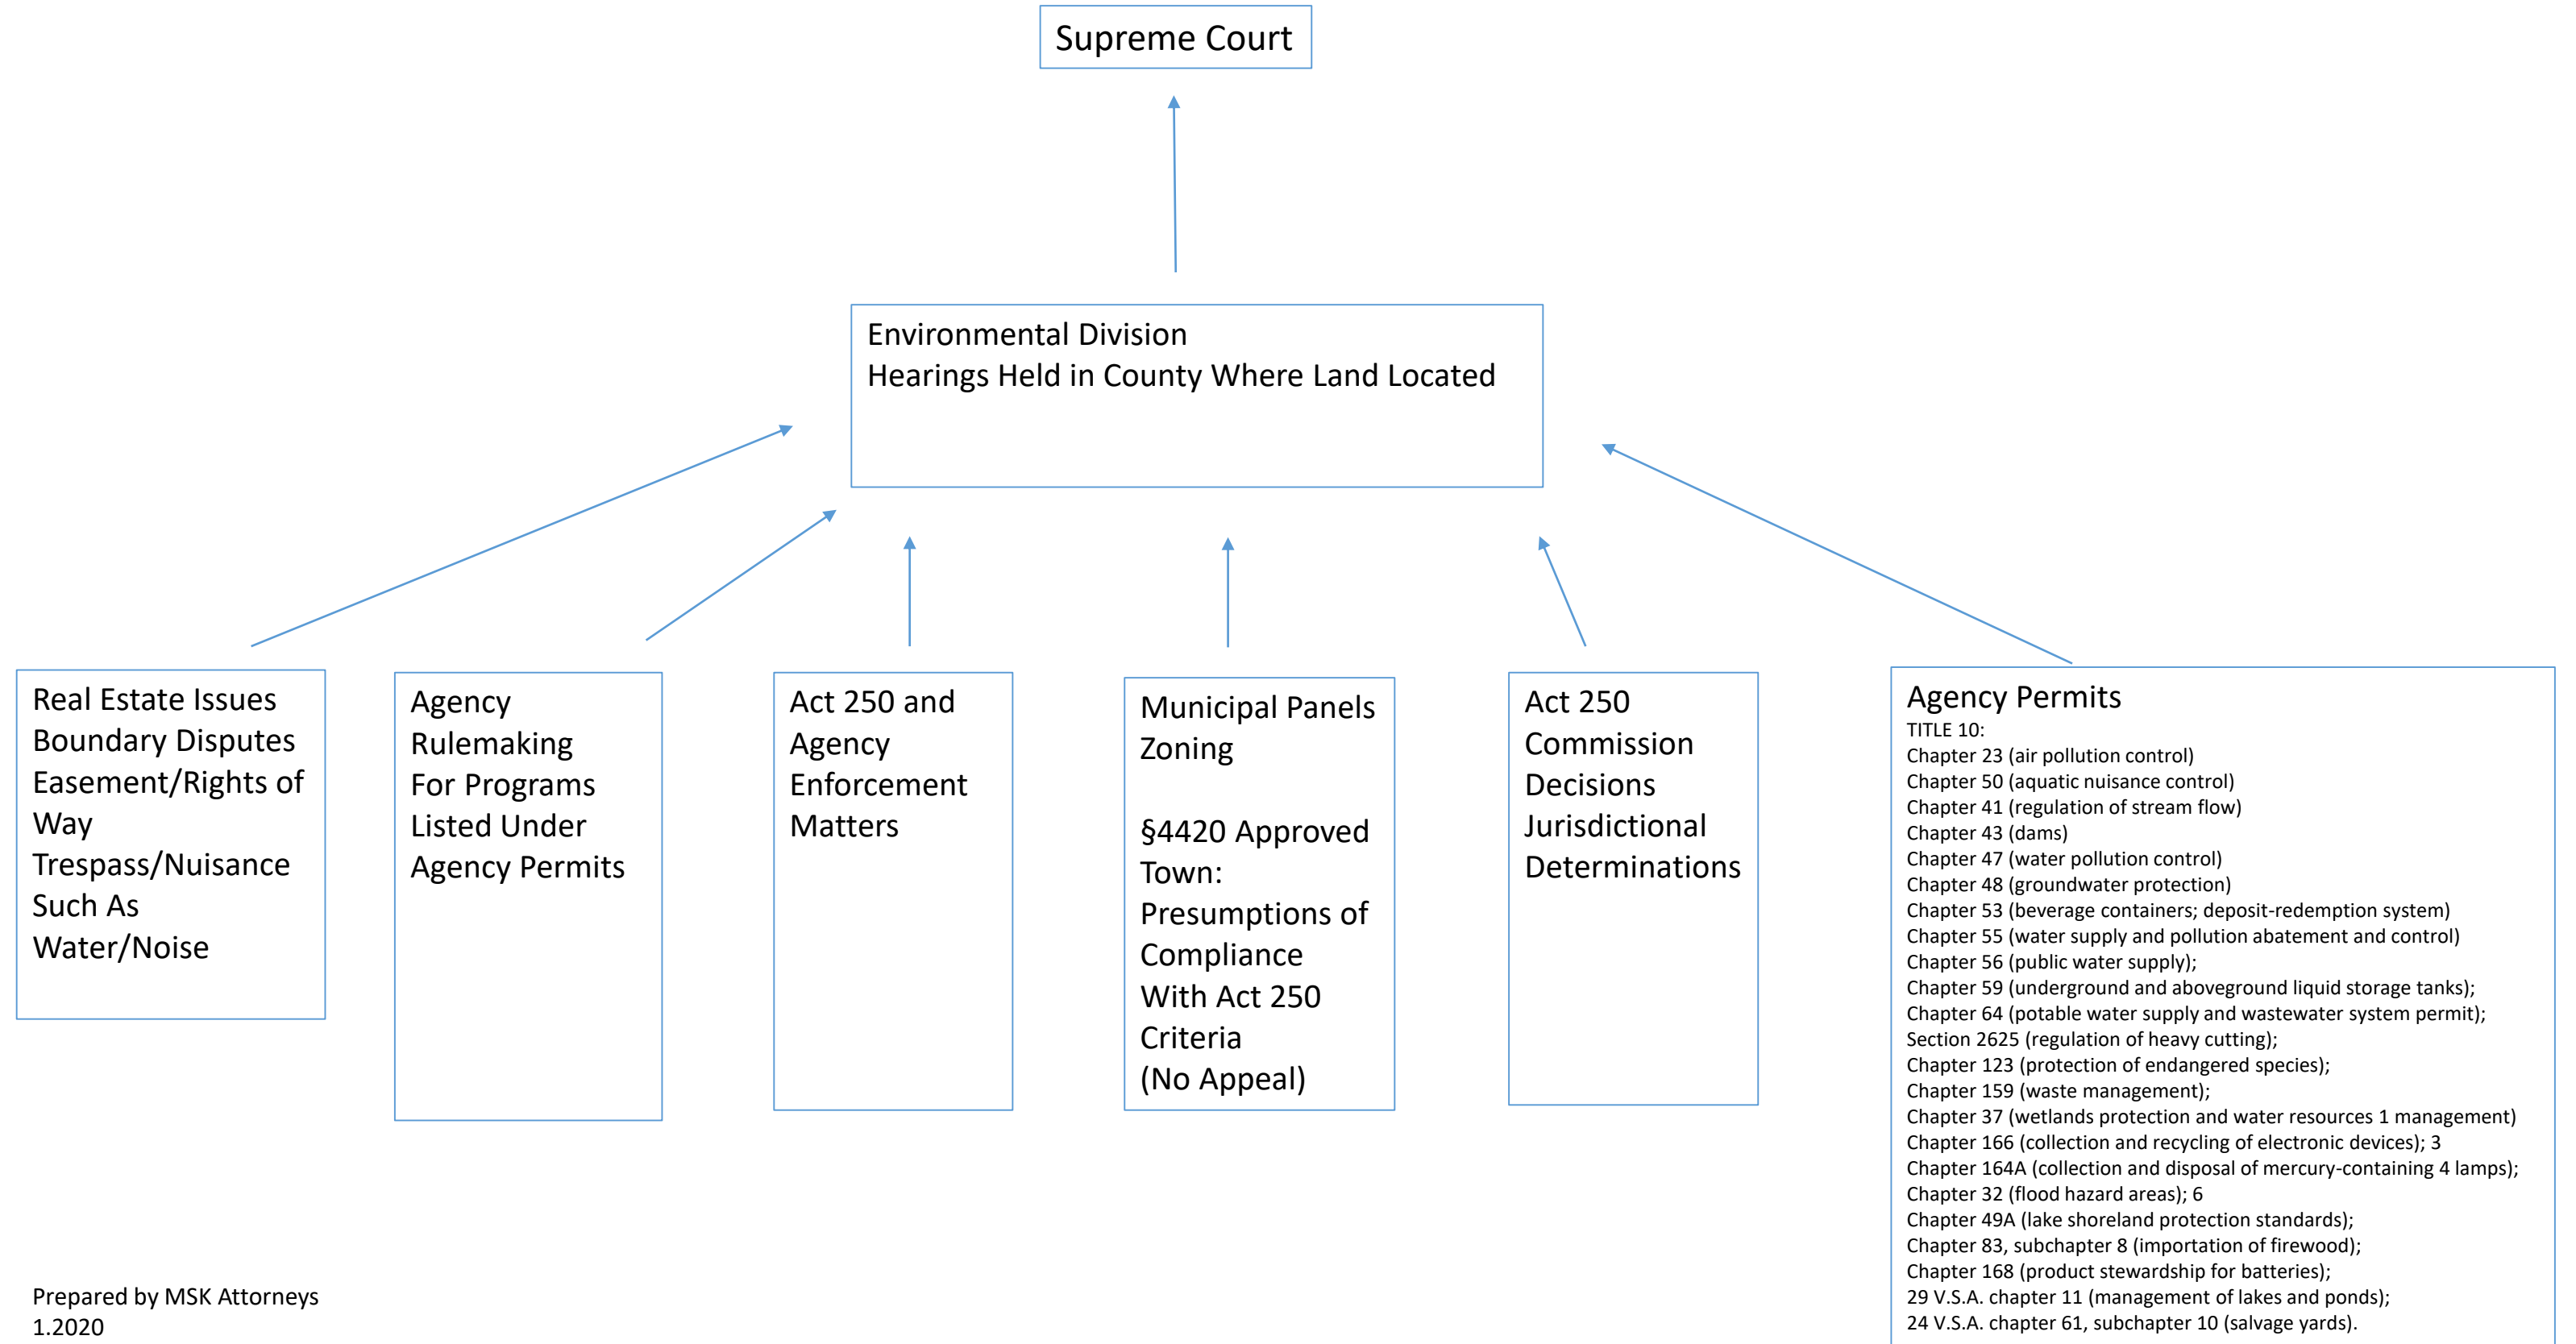 Supreme Court
Environmental Division
Hearings Held in County Where Land Located
Real Estate Issues
Boundary Disputes
Easement/Rights of
Way
Trespass/Nuisance
Such As
Water/Noise
Agency
Rulemaking
For Programs
Listed Under
Agency Permits
Act 250 and
Agency
Enforcement
Matters
Municipal Panels
Zoning
§4420 Approved
Town:
Presumptions of
Compliance
With Act 250
Criteria
(No Appeal)
Act 250
Commission
Decisions
Jurisdictional
Determinations
Agency Permits
TITLE 10:
Chapter 23 (air pollution control)
Chapter 50 (aquatic nuisance control)
Chapter 41 (regulation of stream flow)
Chapter 43 (dams)
Chapter 47 (water pollution control)
Chapter 48 (groundwater protection)
Chapter 53 (beverage containers; deposit-redemption system)
Chapter 55 (water supply and pollution abatement and control)
Chapter 56 (public water supply);
Chapter 59 (underground and aboveground liquid storage tanks);
Chapter 64 (potable water supply and wastewater system permit);
Section 2625 (regulation of heavy cutting);
Chapter 123 (protection of endangered species);
Chapter 159 (waste management);
Chapter 37 (wetlands protection and water resources 1 management)
Chapter 166 (collection and recycling of electronic devices); 3
Chapter 164A (collection and disposal of mercury-containing 4 lamps);
Chapter 32 (flood hazard areas); 6
Chapter 49A (lake shoreland protection standards);
Chapter 83, subchapter 8 (importation of firewood);
Chapter 168 (product stewardship for batteries);
29 V.S.A. chapter 11 (management of lakes and ponds);
24 V.S.A. chapter 61, subchapter 10 (salvage yards).
Prepared by MSK Attorneys
1.2020